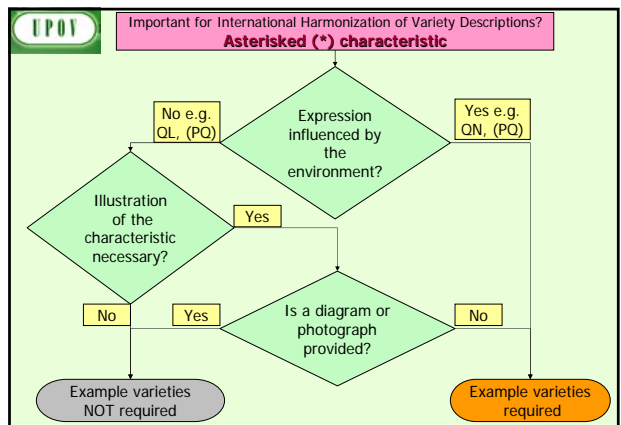 UPOV
Important for International Harmonization of Variety Descriptions?
Asterisked (*) characteristic
No e.g.
QL, (PQ)
Expression
influenced by
the
environment?
Yes e.g.
QN, (PQ)
Illustration
of the
characteristic
necessary?
Yes
No
Yes
Is a diagram or
photograph
provided?
No
Example varieties
NOT required
Example varieties
required